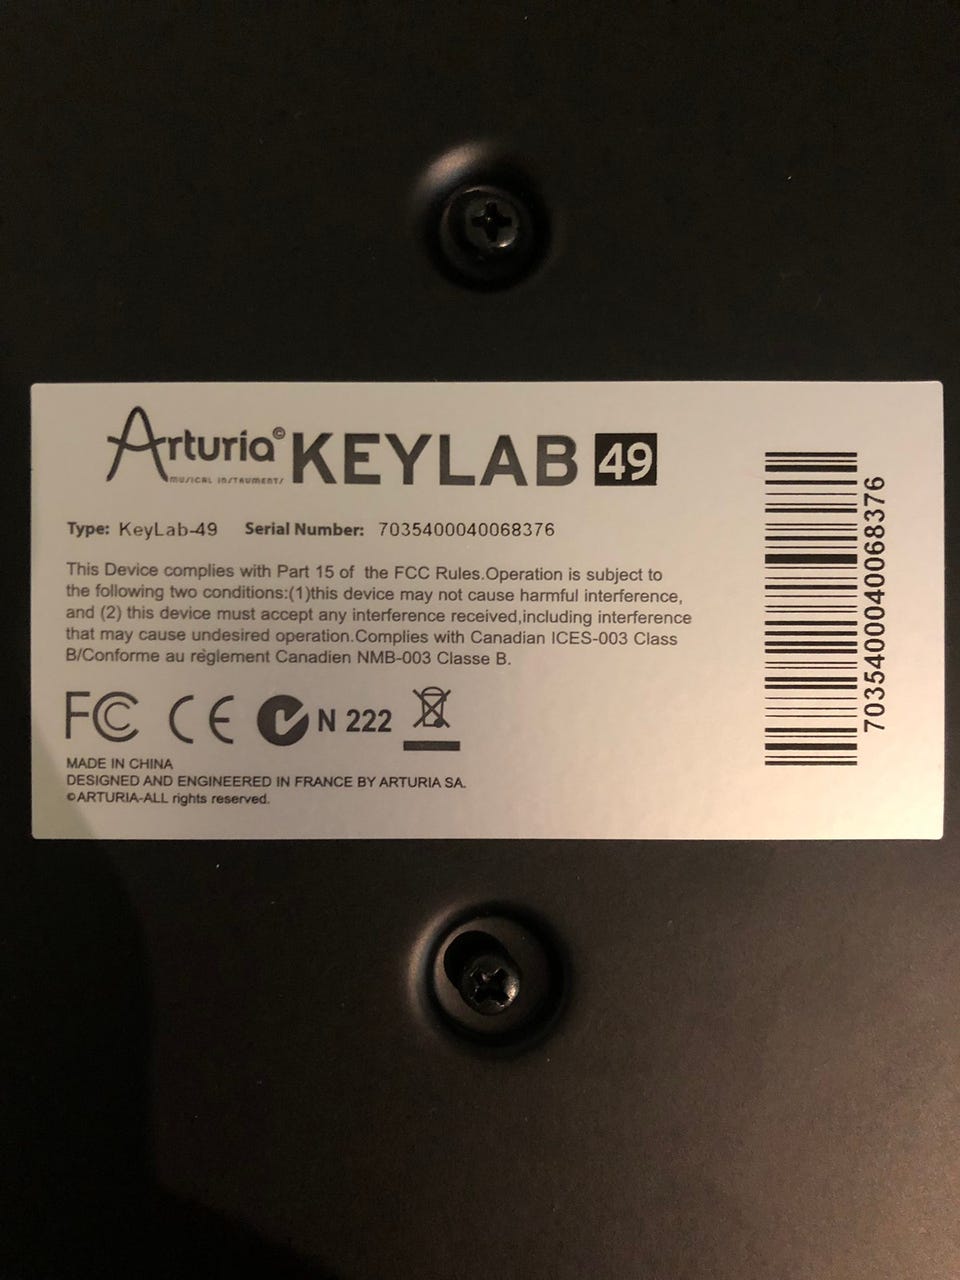 Arturia© KEYLAB 49
MUSICAL INSTRUMENTS
Type: KeyLab-49 Serial Number: 7035400040068376
This Device complies with Part 15 of the FCC Rules.Operation is subject to
the following two conditions:(1)this device may not cause harmful interference,
and (2) this device must accept any interference received,including interference
that may cause undesired operation.Complies with Canadian ICES-003 Class
B/Conforme au règlement Canadien NMB-003 Classe B.
FC CE N 222
MADE IN CHINA
DESIGNED AND ENGINEERED IN FRANCE BY ARTURIA SA.
©ARTURIA-ALL rights reserved.
7035400040068376